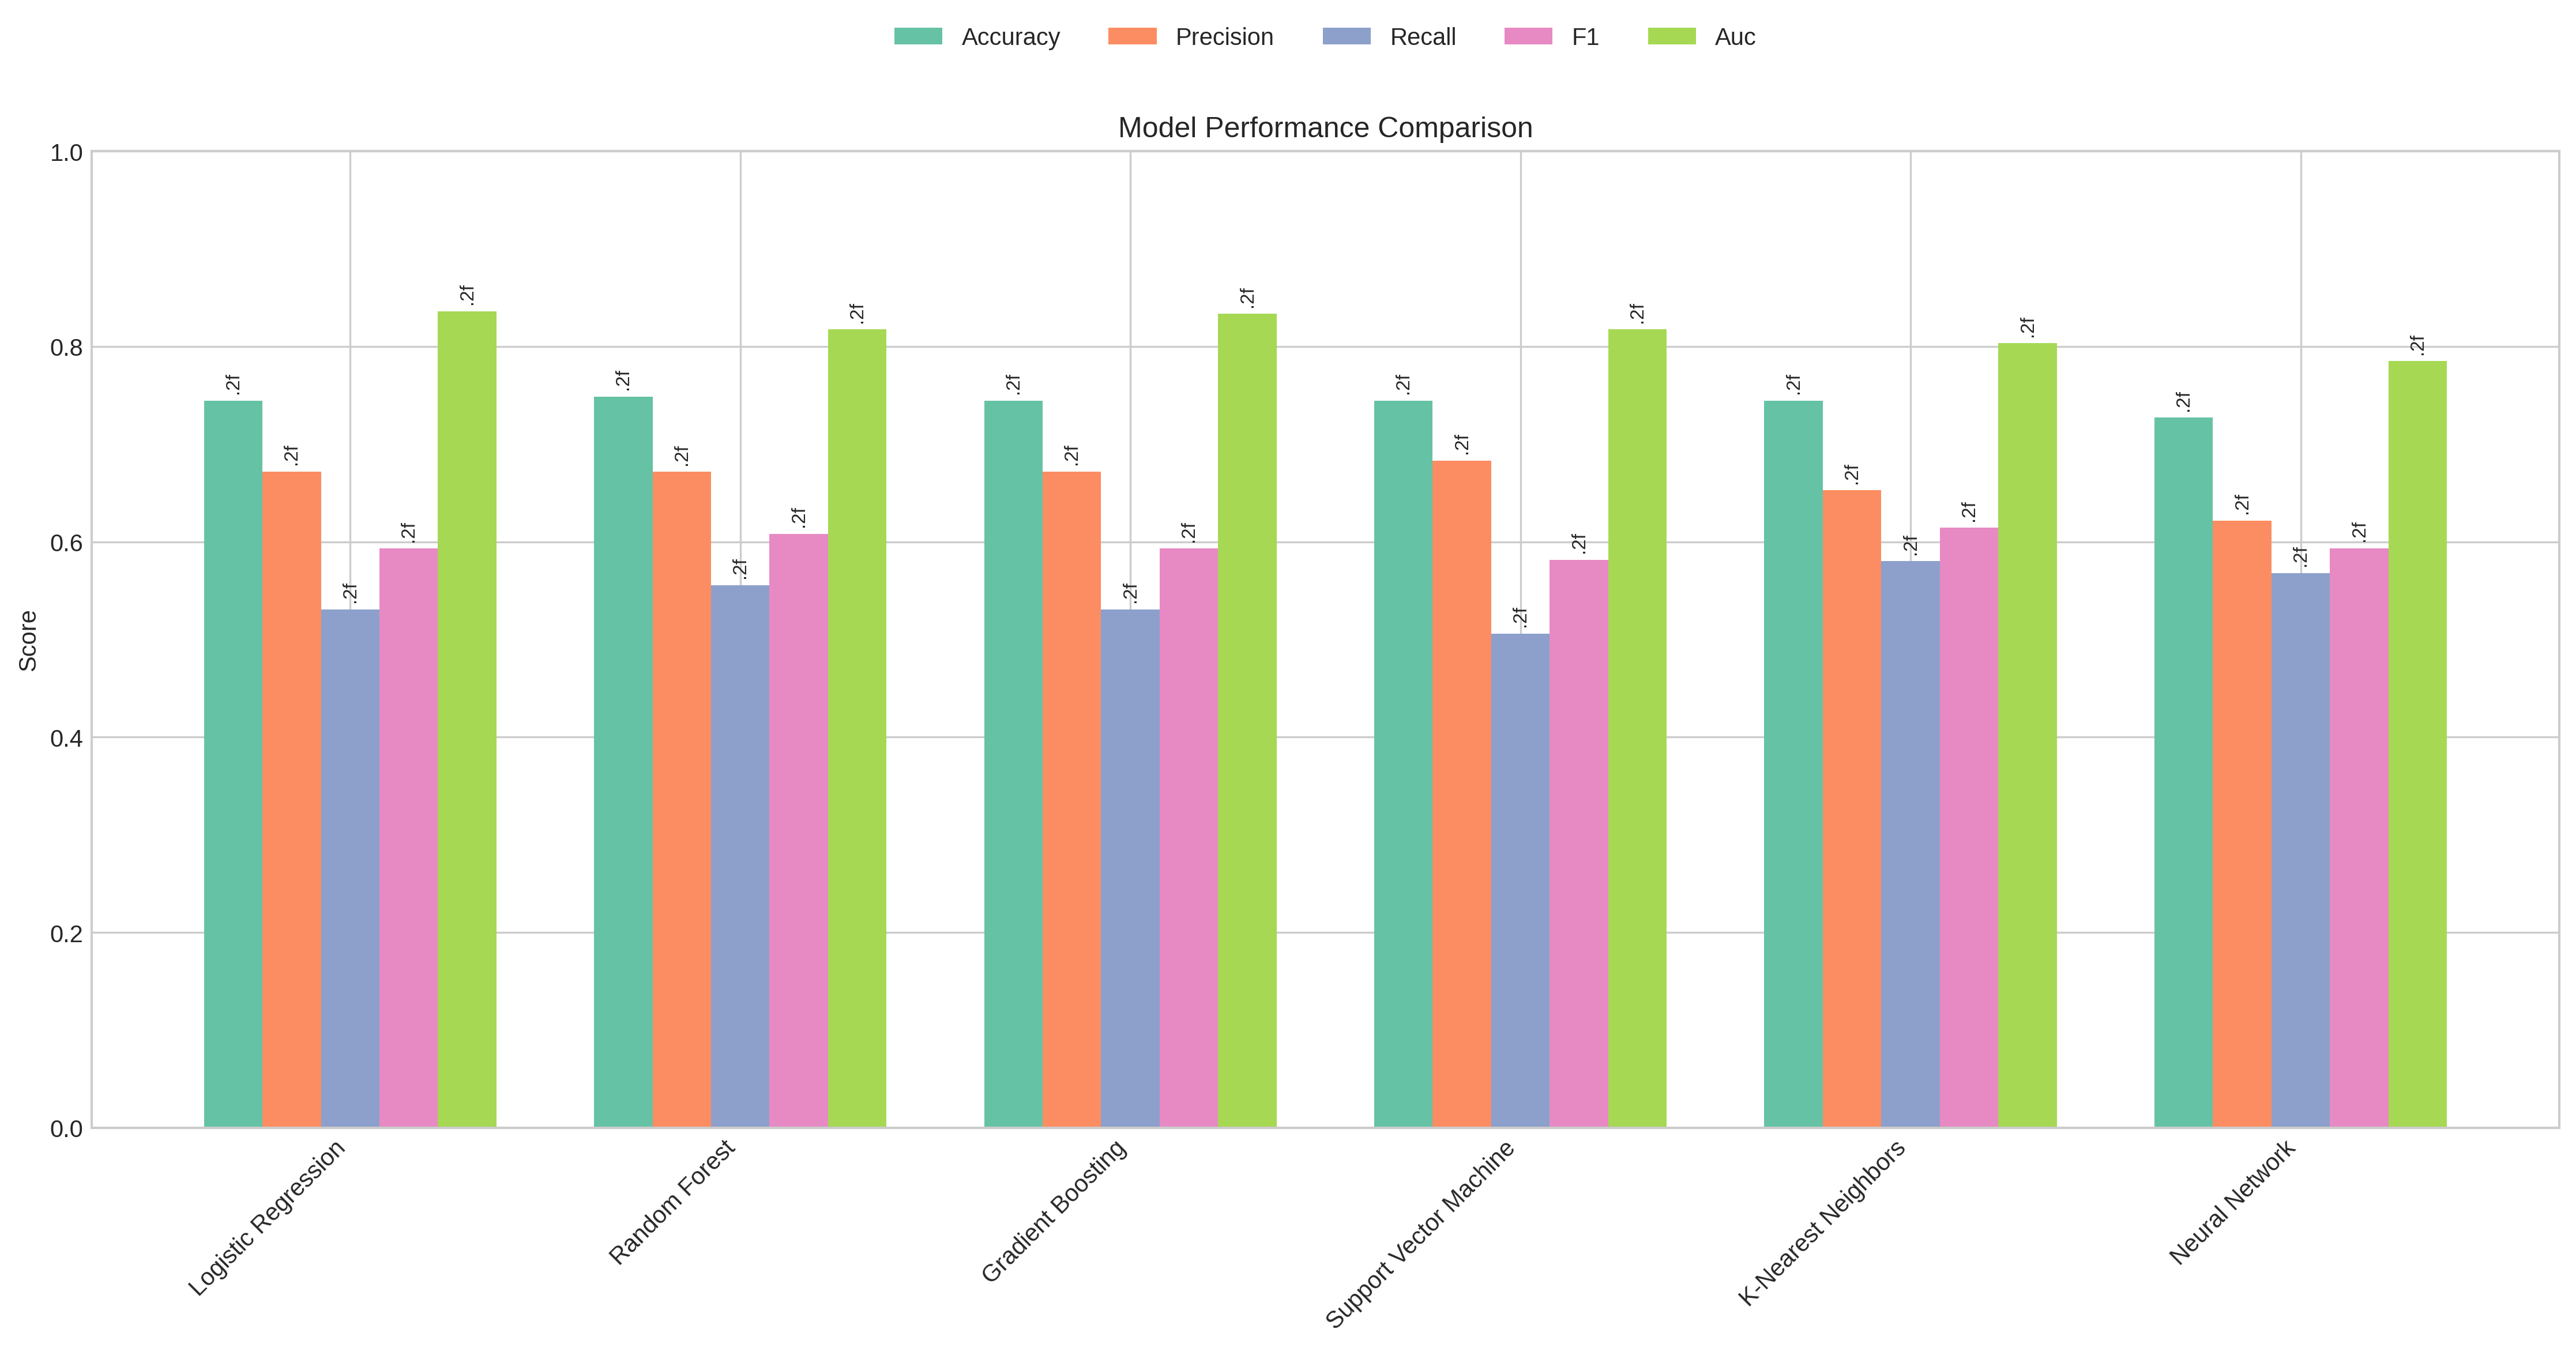 Accuracy Precision Recall F1 Auc
Model Performance Comparison
1.0
0.8
0.6
0.4
0.2
0.0
Score
.2f .2f .2f .2f .2f
.2f .2f .2f .2f .2f
.2f .2f .2f .2f .2f
.2f .2f .2f .2f .2f
.2f .2f .2f .2f .2f
.2f .2f .2f .2f .2f
Logistic Regression
Random Forest
Gradient Boosting
Support Vector Machine
K-Nearest Neighbors
Neural Network